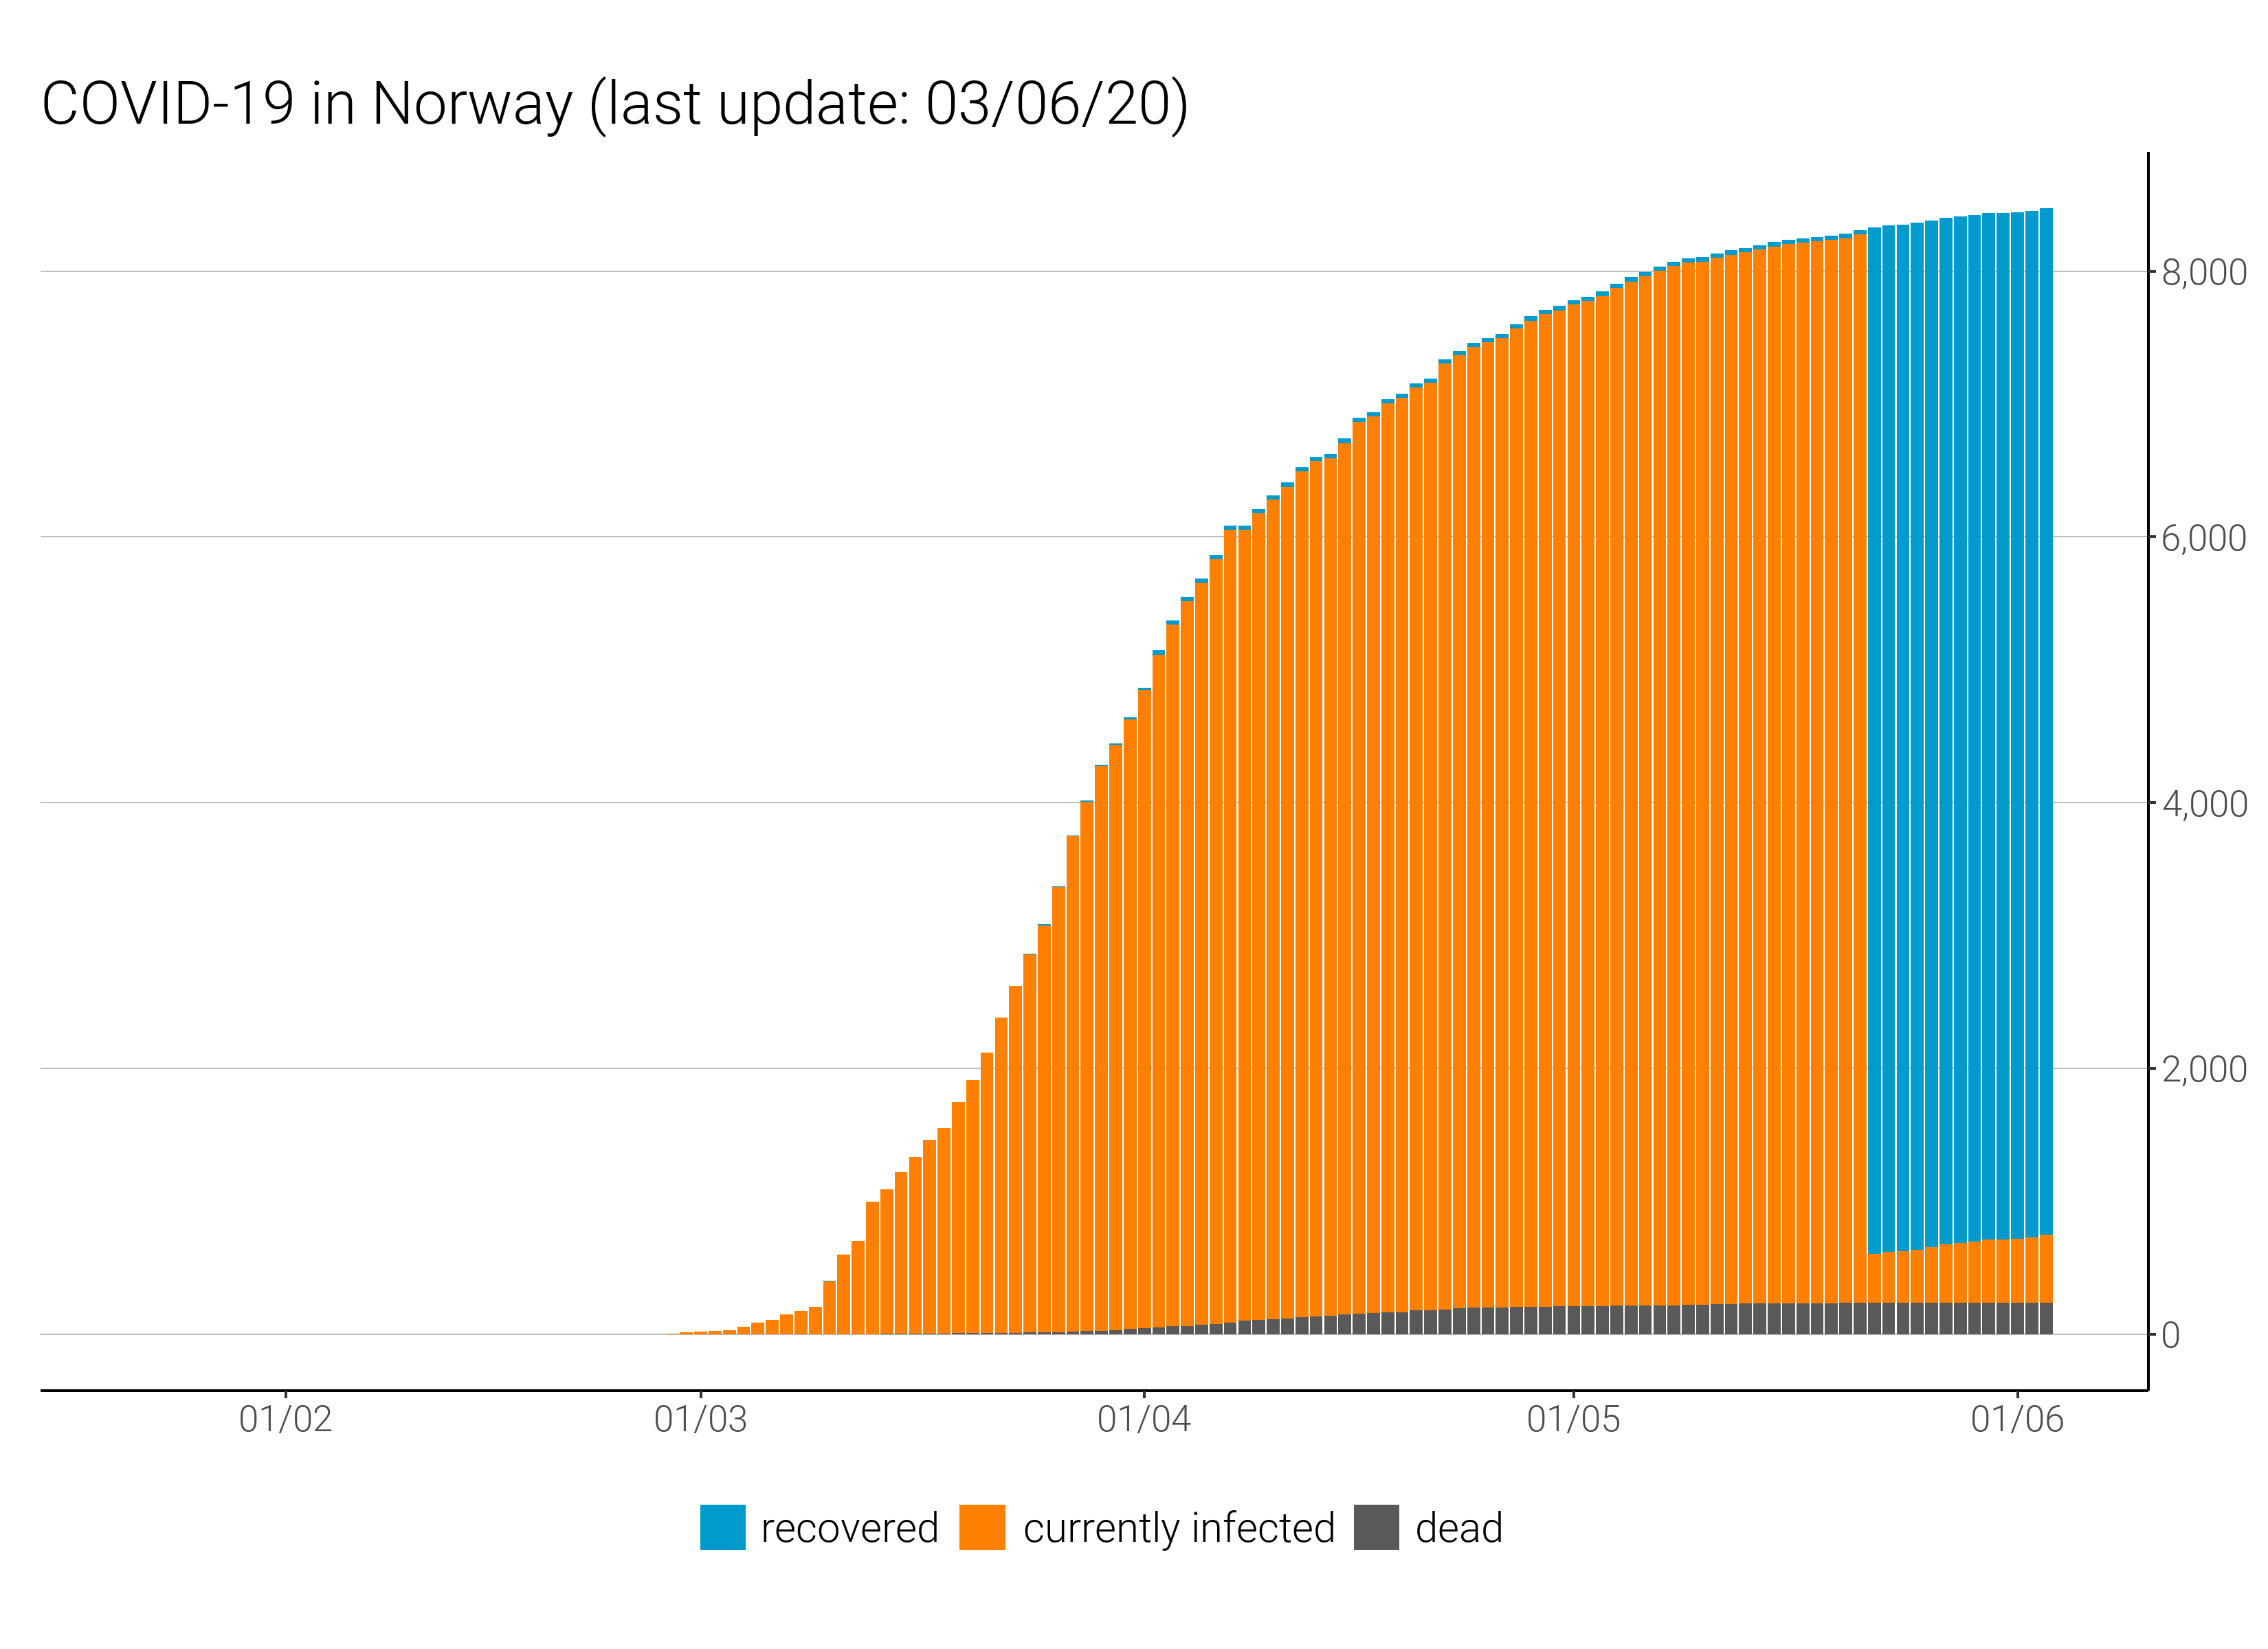 COVID-19 in Norway (last update: 03/06/20)
8,000
6,000
4,000
2,000
0
01/02 01/03 01/04 01/05 01/06
recovered currently infected dead